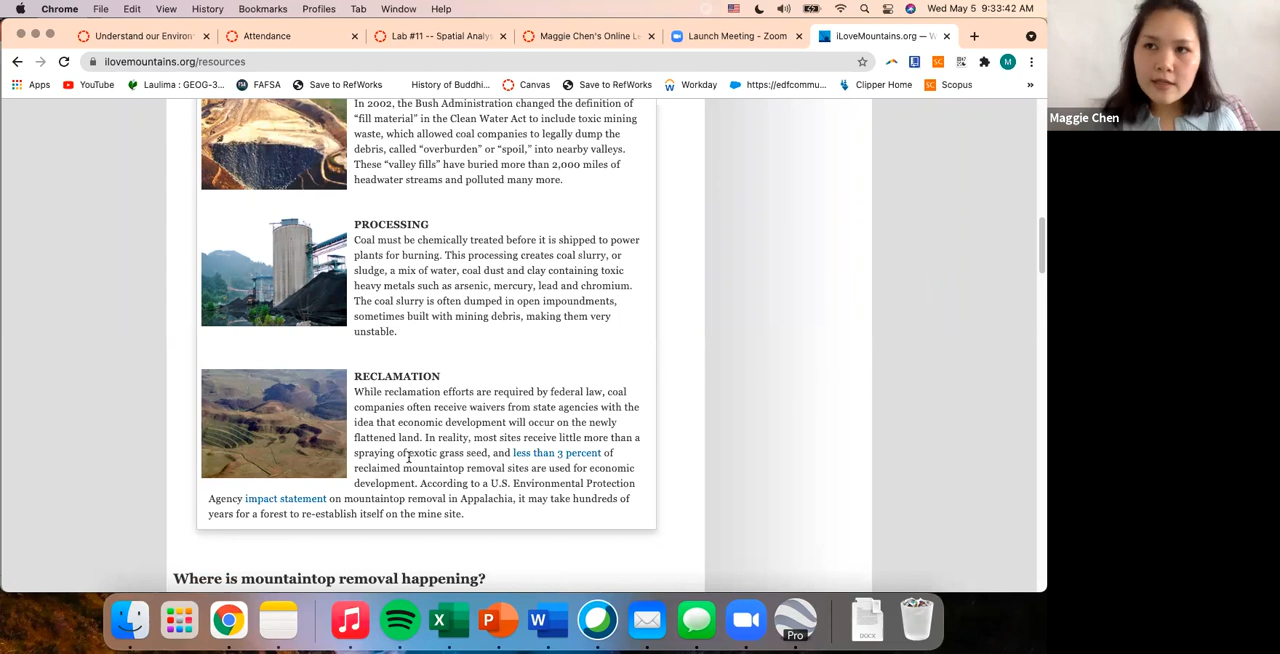 Chrome File Edit View History Bookmarks Profiles Tab Window Help Wed May 5 9:33:42 AM
Understand our Environ
Attendance
Lab #11 -- Spatial Analys
Maggie Chen's Online L
Launch Meeting - Zoom
iLoveMountains.org — W
ilovemountains.org/resources
M
Apps YouTube Laulima : GEOG-3... FAFSA Save to RefWorks History of Buddhi... Canvas Save to RefWorks Workday https://edfcommu... Clipper Home Scopus »
Maggie Chen
In 2002, the Bush Administration changed the definition of
“fill material” in the Clean Water Act to include toxic mining
waste, which allowed coal companies to legally dump the
debris, called “overburden” or “spoil,” into nearby valleys.
These “valley fills” have buried more than 2,000 miles of
headwater streams and polluted many more.
PROCESSING
Coal must be chemically treated before it is shipped to power
plants for burning. This processing creates coal slurry, or
sludge, a mix of water, coal dust and clay containing toxic
heavy metals such as arsenic, mercury, lead and chromium.
The coal slurry is often dumped in open impoundments,
sometimes built with mining debris, making them very
unstable.
RECLAMATION
While reclamation efforts are required by federal law, coal
companies often receive waivers from state agencies with the
idea that economic development will occur on the newly
flattened land. In reality, most sites receive little more than a
spraying of exotic grass seed, and less than 3 percent of
reclaimed mountaintop removal sites are used for economic
development. According to a U.S. Environmental Protection
Agency impact statement on mountaintop removal in Appalachia, it may take hundreds of
years for a forest to re-establish itself on the mine site.
Where is mountaintop removal happening?
X P W Pro DOCX